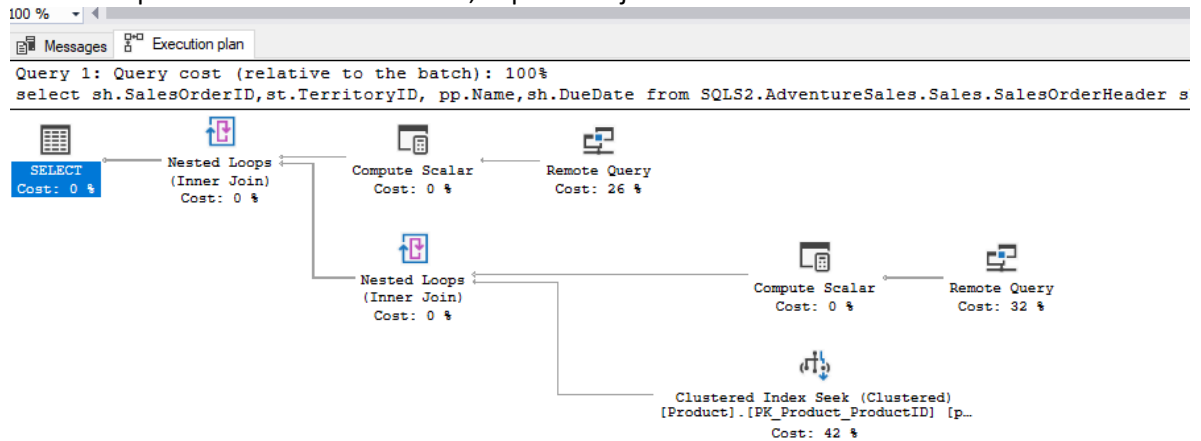 100 %
Messages Execution plan
Query 1: Query cost (relative to the batch): 100%
select sh.SalesOrderID,st.TerritoryID, pp.Name,sh.DueDate from SQLS2.AdventureSales.Sales.SalesOrderHeader s
SELECT
Cost: 0 %
Nested Loops
(Inner Join)
Cost: 0 %
Compute Scalar
Cost: 0 %
Remote Query
Cost: 26 %
Nested Loops
(Inner Join)
Cost: 0 %
Compute Scalar
Cost: 0 %
Remote Query
Cost: 32 %
Clustered Index Seek (Clustered)
[Product].[PK_Product_ProductID] [p…
Cost: 42 %